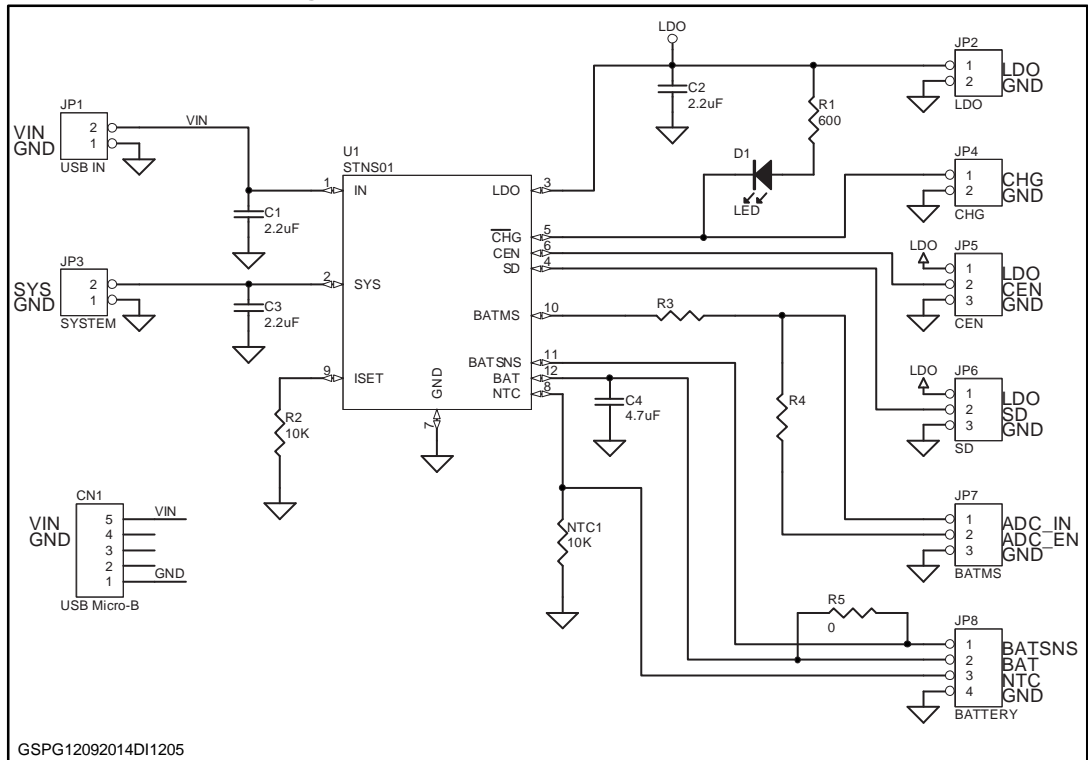 LDO
JP2
1
2
LDO
GND
LDO
C2
2.2uF
R1
600
JP1
VIN
GND
2
1
USB IN
VIN
U1
STNS01
D1
LED
JP4
1
2
CHG
GND
CHG
1
IN
LDO
3
C1
2.2uF
CHG
5
CEN
6
SD
4
LDO
JP5
1
2
3
LDO
CEN
GND
CEN
JP3
SYS
GND
2
1
SYSTEM
2
SYS
C3
2.2uF
BATMS
10
R3
BATSNS
11
BAT
12
NTC
8
9
ISET
GND
7
R2
10K
C4
4.7uF
R4
LDO
JP6
1
2
3
LDO
SD
GND
SD
CN1
VIN
GND
5
4
3
2
1
VIN
GND
USB Micro-B
NTC1
10K
JP7
1
2
3
ADC_IN
ADC_EN
GND
BATMS
R5
0
JP8
1
2
3
4
BATSNS
BAT
NTC
GND
BATTERY
GSPG12092014DI1205